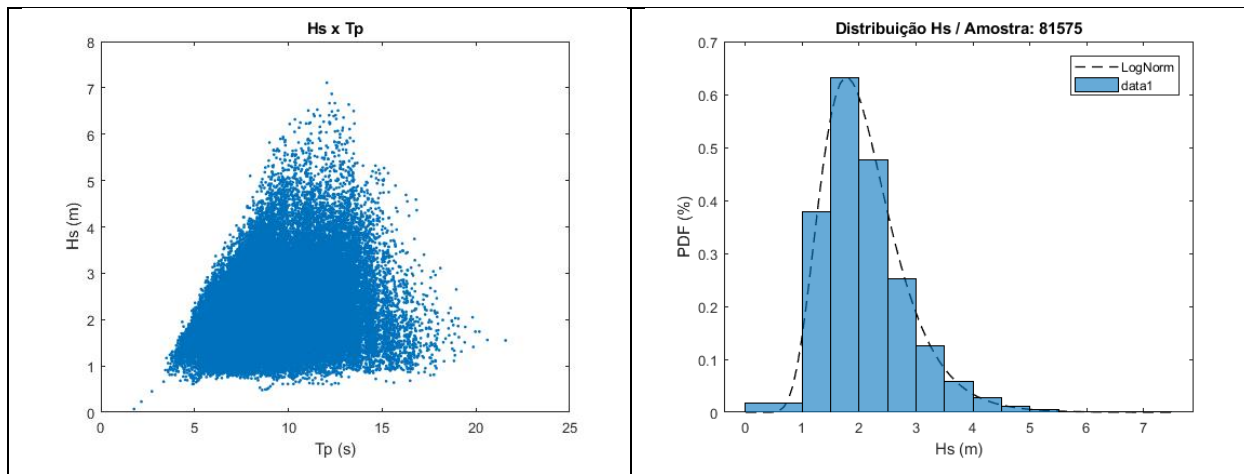 Hs x Tp
8
7
6
5
4
3
2
1
0
Hs (m)
0 5 10 15 20 25
Tp (s)
Distribuição Hs / Amostra: 81575
0.7
0.6
0.5
0.4
0.3
0.2
0.1
0
PDF (%)
LogNorm
data1
0 1 2 3 4 5 6 7
Hs (m)